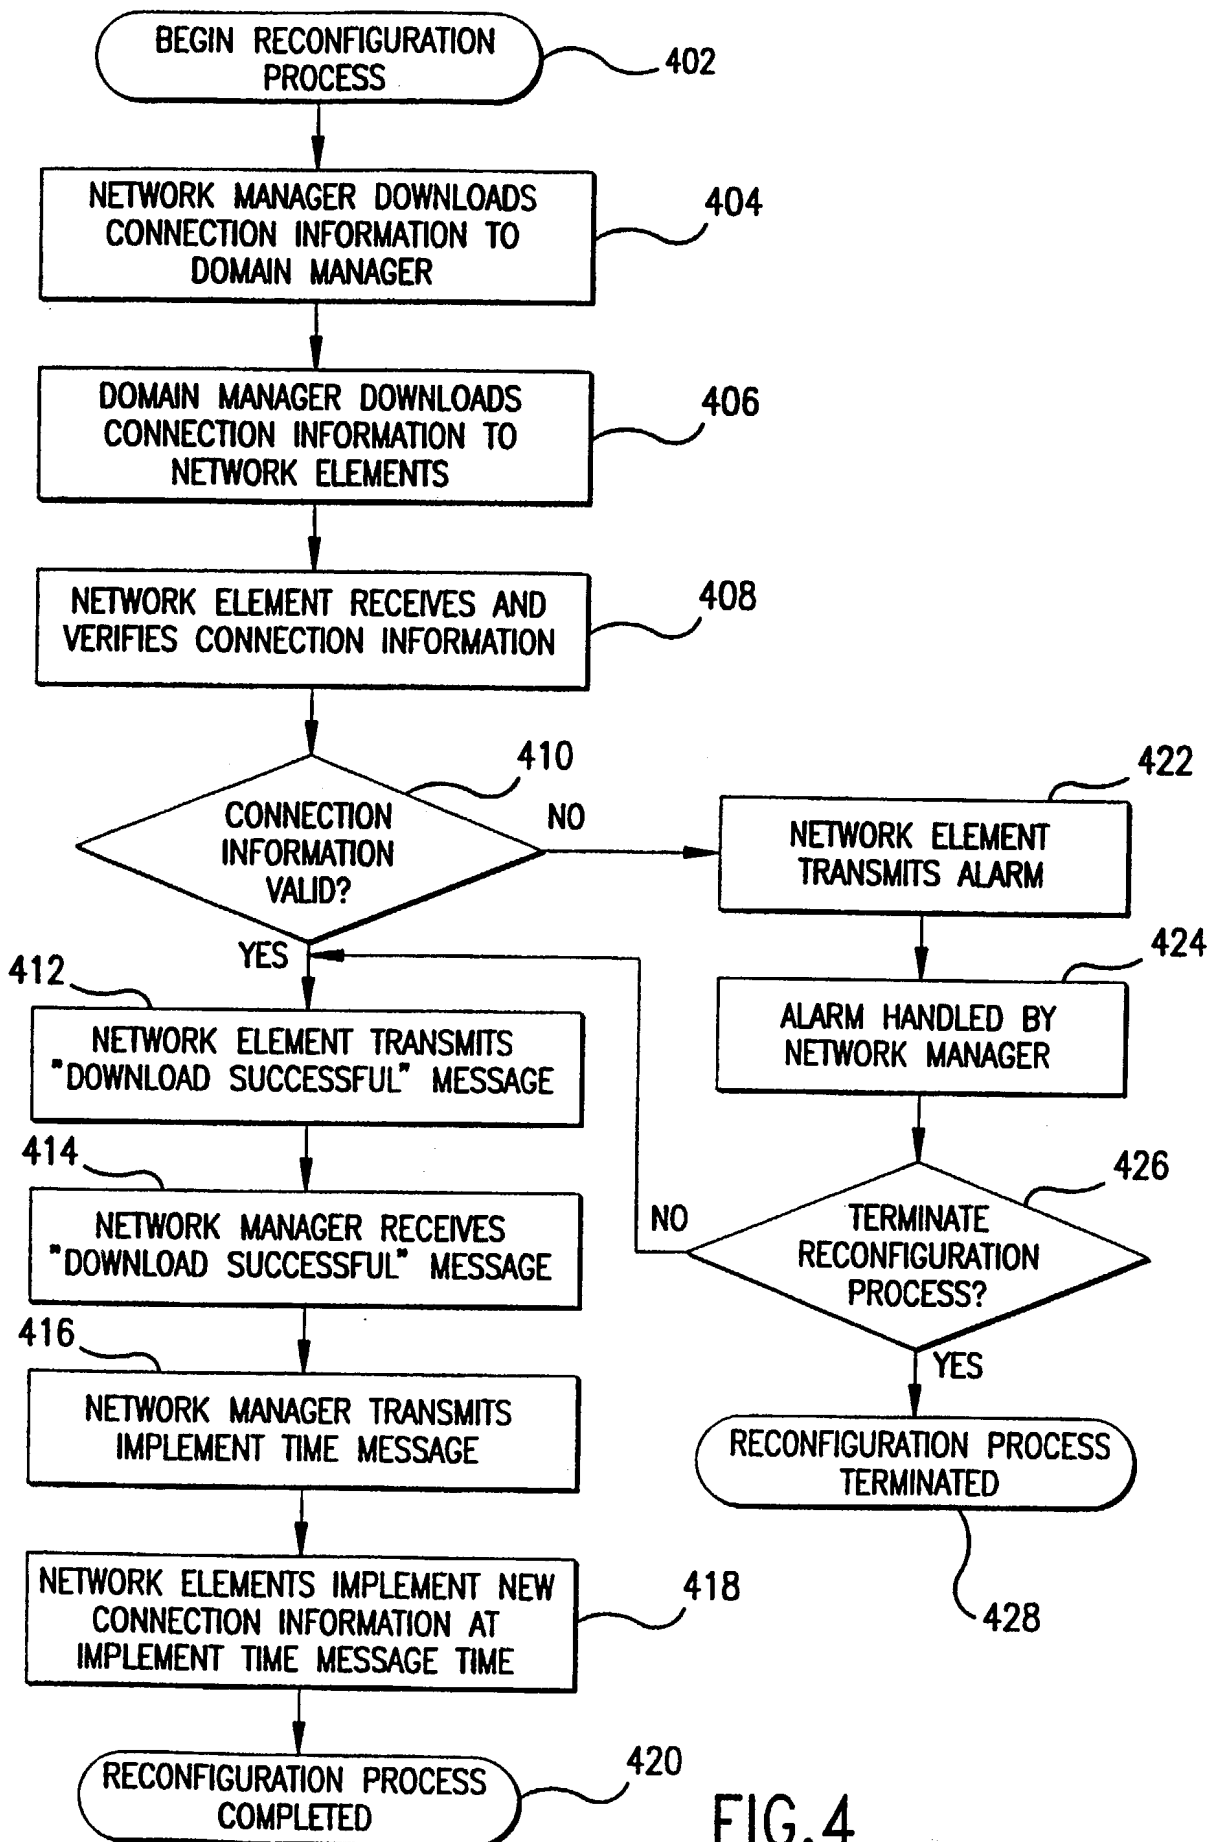 BEGIN RECONFIGURATION
PROCESS
402
NETWORK MANAGER DOWNLOADS
CONNECTION INFORMATION TO
DOMAIN MANAGER
404
DOMAIN MANAGER DOWNLOADS
CONNECTION INFORMATION TO
NETWORK ELEMENTS
406
NETWORK ELEMENT RECEIVES AND
VERIFIES CONNECTION INFORMATION
408
410
CONNECTION
INFORMATION
VALID?
NO
YES
422
NETWORK ELEMENT
TRANSMITS ALARM
424
ALARM HANDLED BY
NETWORK MANAGER
426
TERMINATE
RECONFIGURATION
PROCESS?
NO
YES
RECONFIGURATION PROCESS
TERMINATED
428
412
NETWORK ELEMENT TRANSMITS
"DOWNLOAD SUCCESSFUL" MESSAGE
414
NETWORK MANAGER RECEIVES
"DOWNLOAD SUCCESSFUL" MESSAGE
416
NETWORK MANAGER TRANSMITS
IMPLEMENT TIME MESSAGE
NETWORK ELEMENTS IMPLEMENT NEW
CONNECTION INFORMATION AT
IMPLEMENT TIME MESSAGE TIME
418
RECONFIGURATION PROCESS
COMPLETED
420
FIG.4